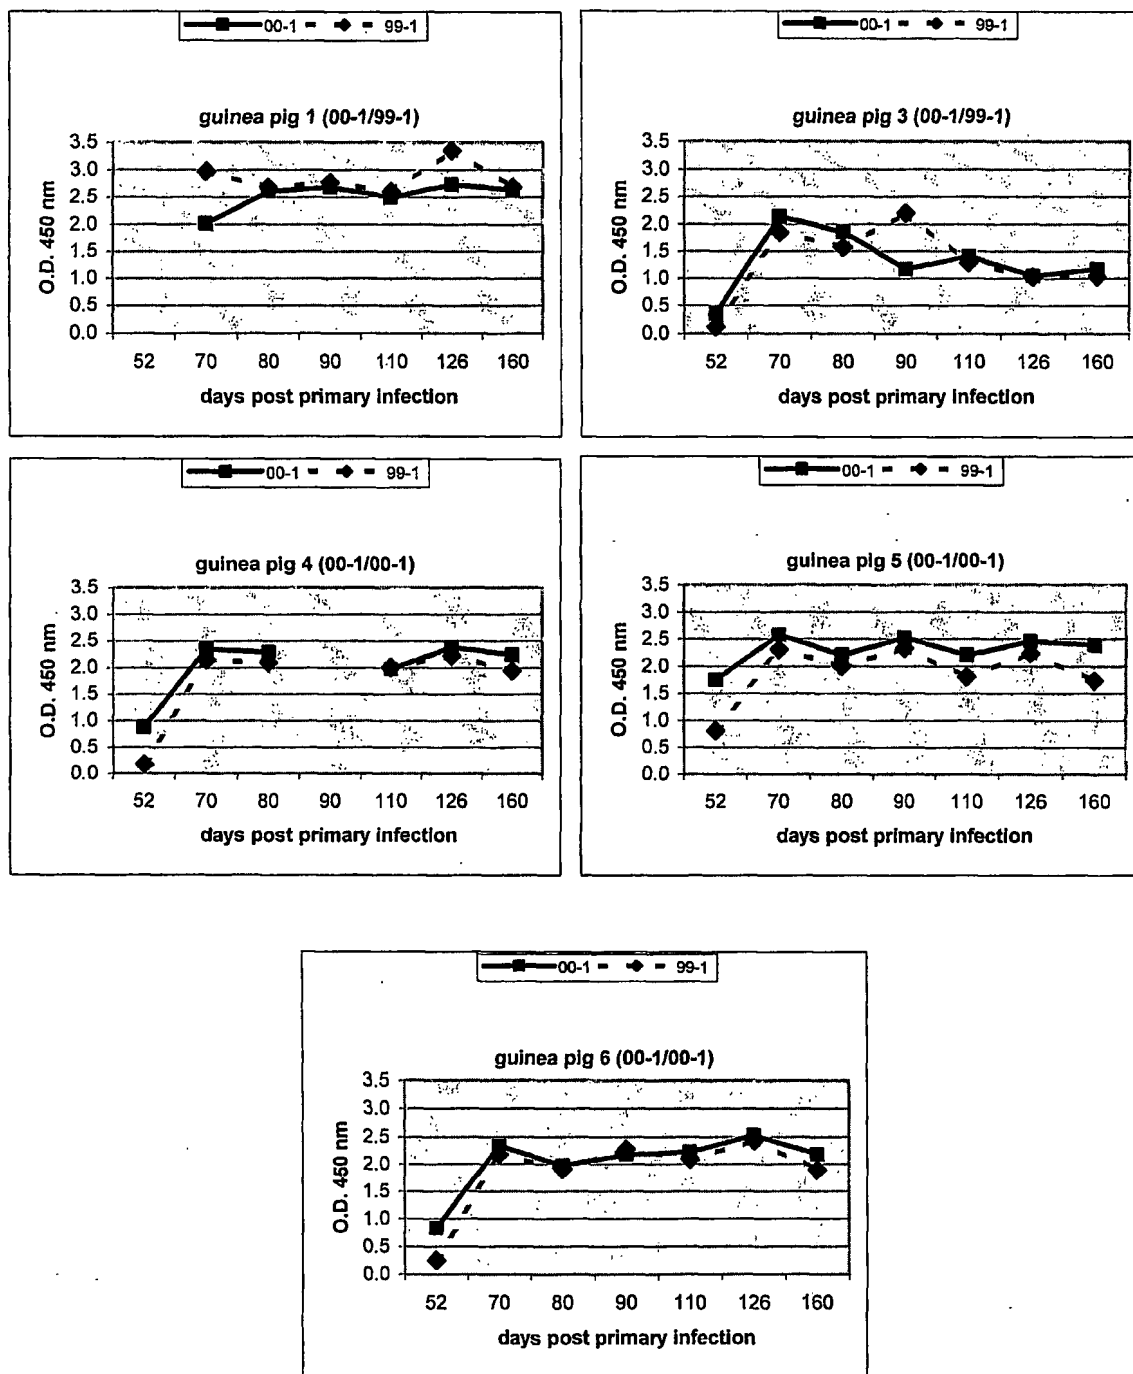 00-1 99-1
guinea pig 1 (00-1/99-1)
O.D. 450 nm
3.5
3.0
2.5
2.0
1.5
1.0
0.5
0.0
52 70 80 90 110 126 160
days post primary infection
00-1 99-1
guinea pig 3 (00-1/99-1)
O.D. 450 nm
3.5
3.0
2.5
2.0
1.5
1.0
0.5
0.0
52 70 80 90 110 126 160
days post primary infection
00-1 99-1
guinea pig 4 (00-1/00-1)
O.D. 450 nm
3.5
3.0
2.5
2.0
1.5
1.0
0.5
0.0
52 70 80 90 110 126 160
days post primary infection
00-1 99-1
guinea pig 5 (00-1/00-1)
O.D. 450 nm
3.5
3.0
2.5
2.0
1.5
1.0
0.5
0.0
52 70 80 90 110 126 160
days post primary infection
00-1 99-1
guinea pig 6 (00-1/00-1)
O.D. 450 nm
3.5
3.0
2.5
2.0
1.5
1.0
0.5
0.0
52 70 80 90 110 126 160
days post primary infection